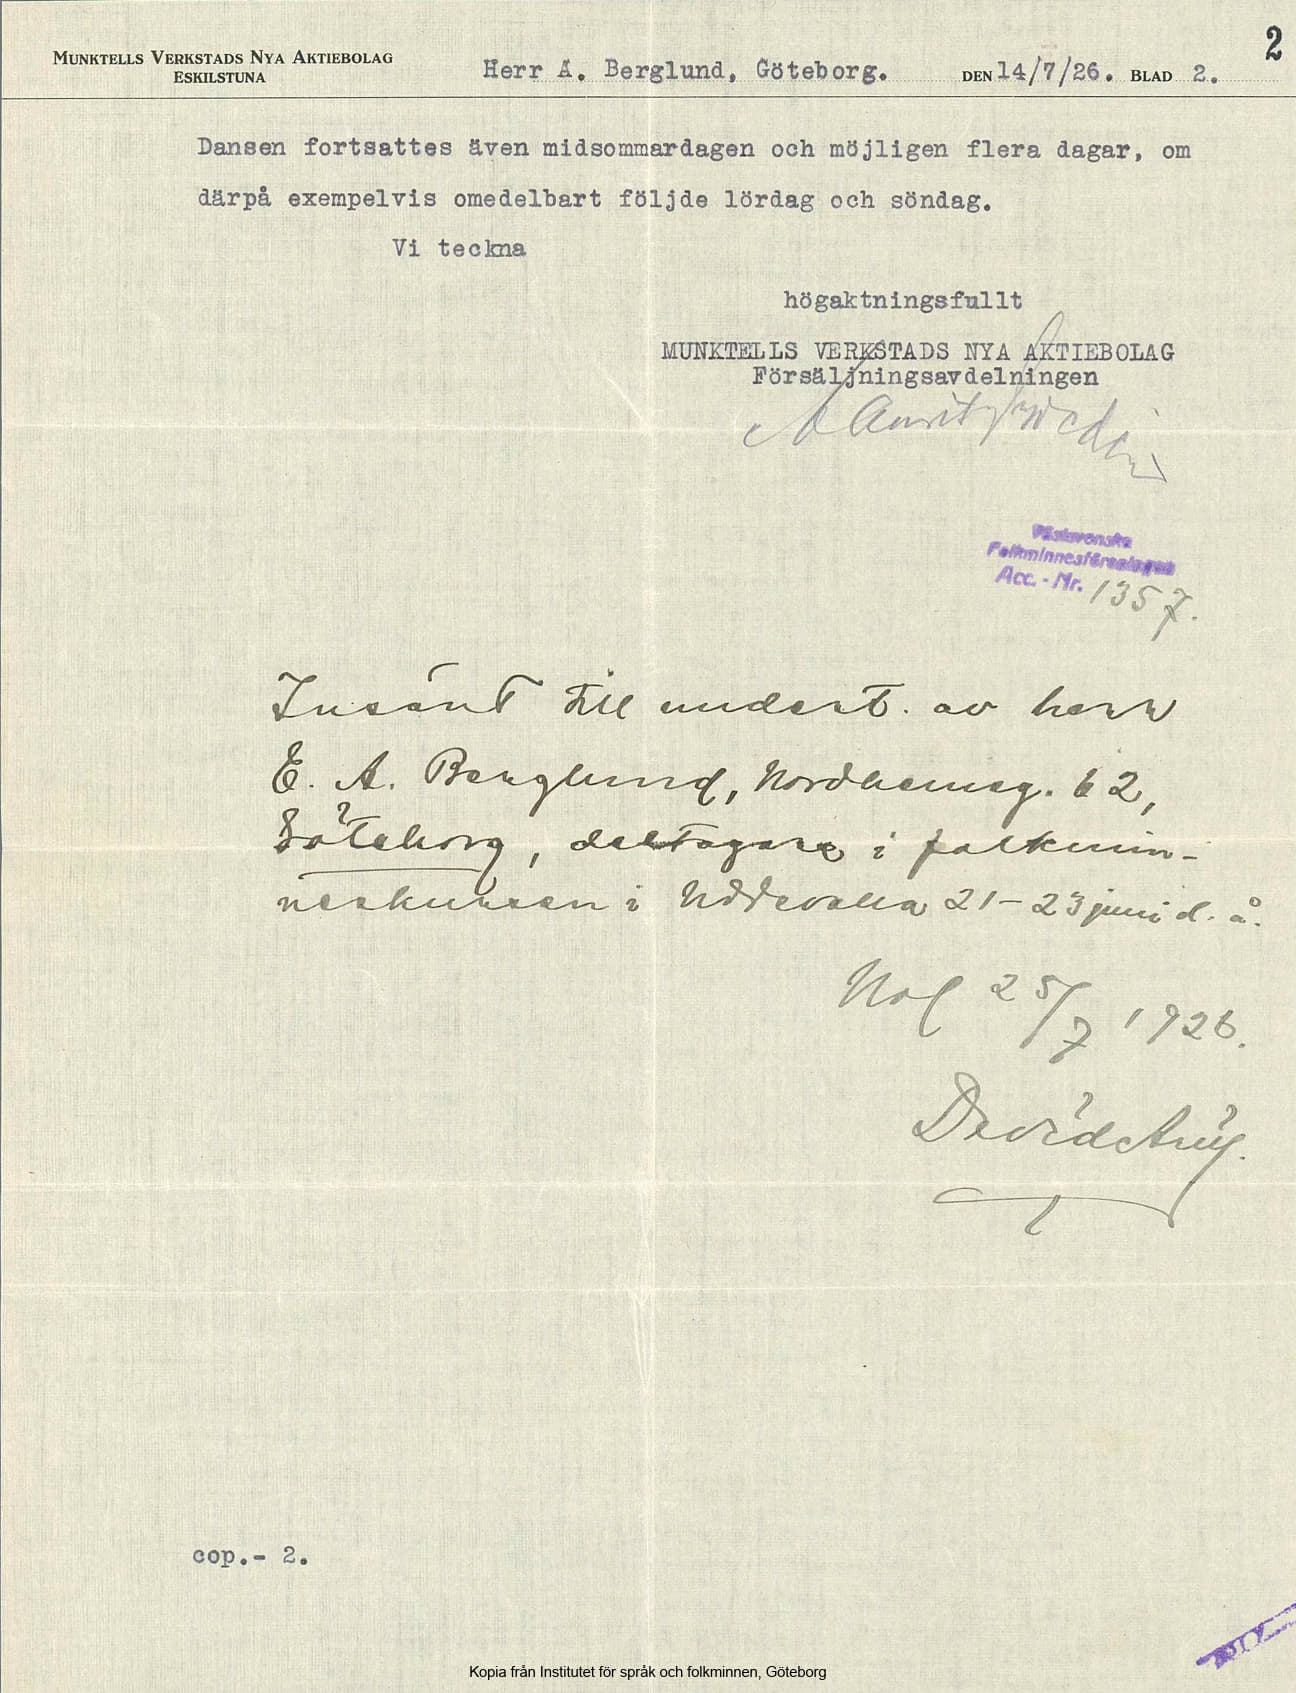 2
MUNKTELLS VERKSTADS NYA AKTIEBOLAG
ESKILSTUNA
Herr A. Berglund, Göteborg.
DEN 14/7/26. BLAD 2.
Dansen fortsattes även midsommardagen och möjligen flera dagar, om
därpå exempelvis omedelbart följde lördag och söndag.
Vi teckna
högaktningsfullt
MUNKTELLS VERKSTADS NYA AKTIEBOLAG
Försäljningsavdelningen
Västsvenska
Folkminnesföreningen
Acc. - Nr. 1357.
Insänt till undert. av herr
E. A. Berglund, Nordhemsg. 62,
Göteborg, deltagare i folkmin-
neskursen i Uddevalla 21-23 juni d. å.
Nol 25/7 1926.
David
cop.- 2.
Kopia från Institutet för språk och folkminnen, Göteborg